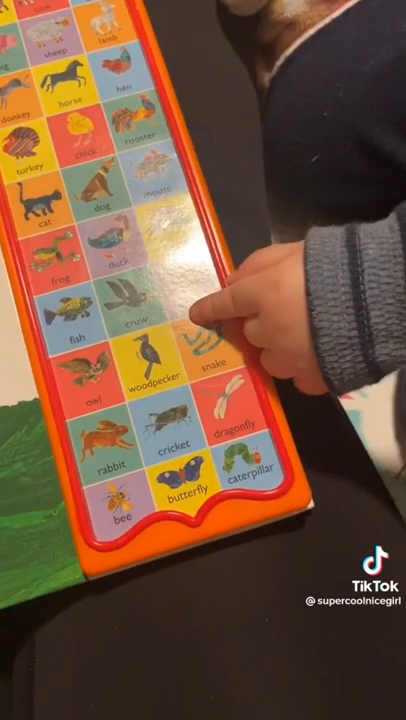 sheep
lamb
donkey
horse
hen
turkey
chick
rooster
cat
dog
mouse
frog
duck
fish
crow
owl
woodpecker
snake
rabbit
cricket
dragonfly
bee
butterfly
caterpillar
TikTok
@supercoolnicegirl